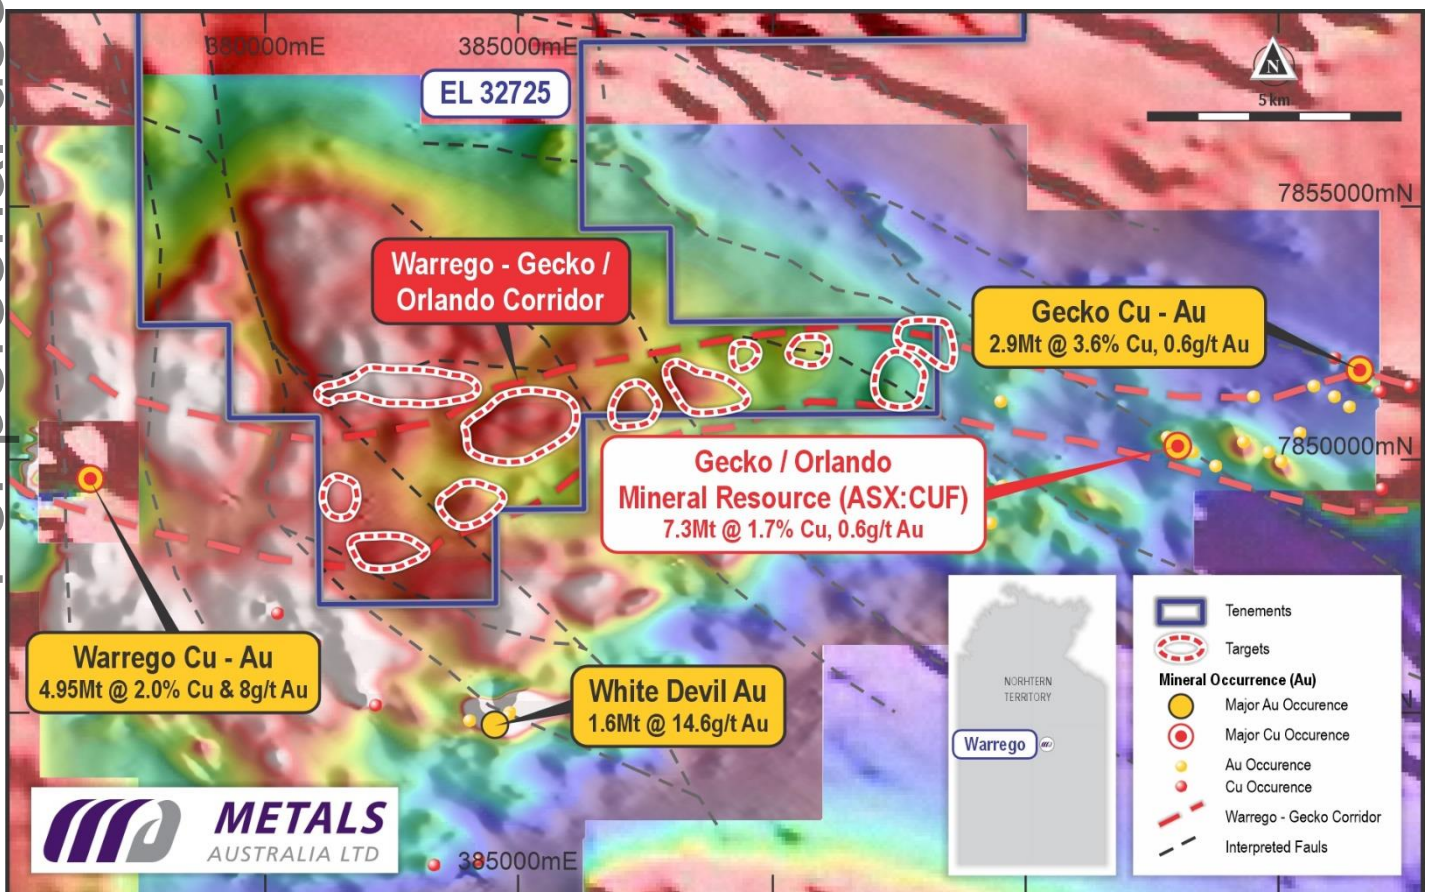 380000mE
385000mE
EL 32725
N
5 km
7855000mN
Warrego - Gecko /
Orlando Corridor
Gecko Cu - Au
2.9Mt @ 3.6% Cu, 0.6g/t Au
7850000mN
Gecko / Orlando
Mineral Resource (ASX:CUF)
7.3Mt @ 1.7% Cu, 0.6g/t Au
Warrego Cu - Au
4.95Mt @ 2.0% Cu & 8g/t Au
White Devil Au
1.6Mt @ 14.6g/t Au
NORHTERN
TERRITORY
Warrego
Tenements
Targets
Mineral Occurrence (Au)
Major Au Occurence
Major Cu Occurence
Au Occurence
Cu Occurence
Warrego - Gecko Corridor
Interpreted Fauls
METALS
AUSTRALIA LTD
385000mE